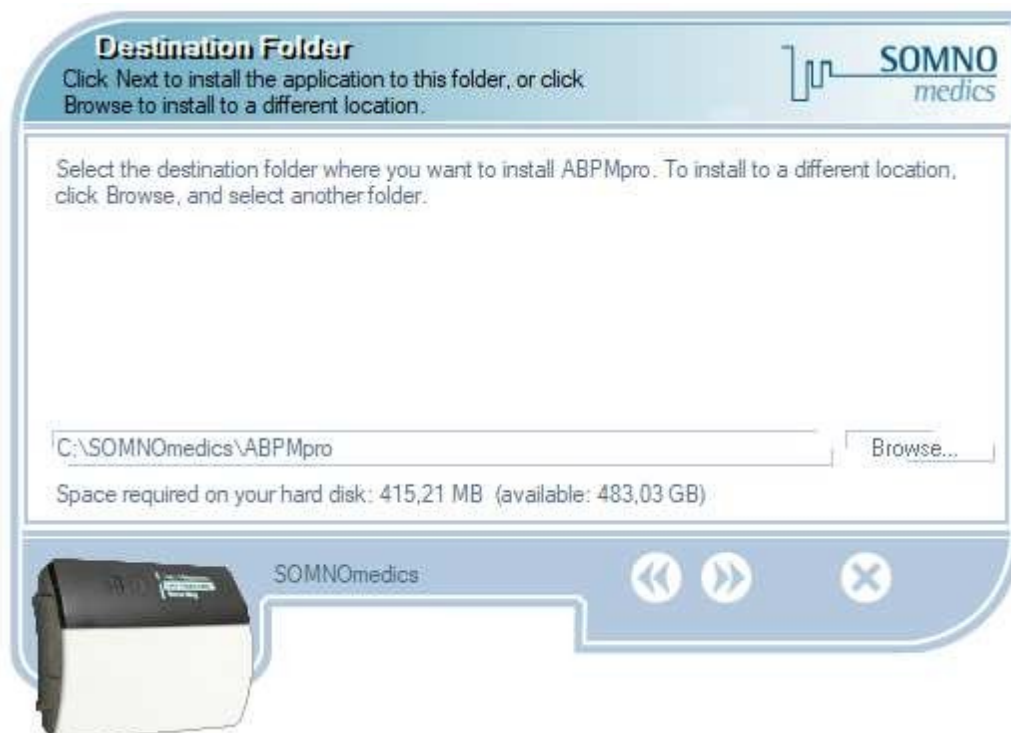 Destination Folder
Click Next to install the application to this folder, or click
Browse to install to a different location.
SOMNO
medics
Select the destination folder where you want to install ABPMpro. To install to a different location,
click Browse, and select another folder.
C:\SOMNOmedics\ABPMpro
Browse...
Space required on your hard disk: 415,21 MB (available: 483,03 GB)
SOMNOmedics